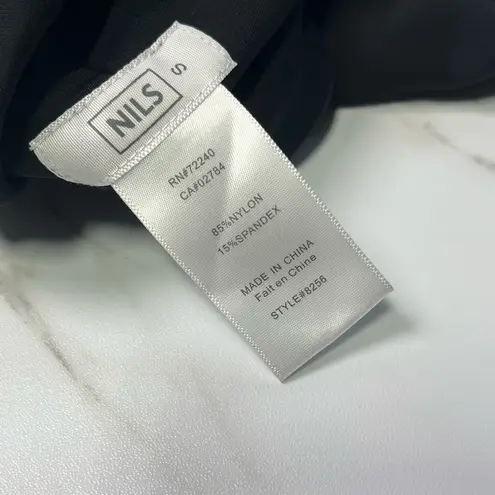 NILS
S
RN#72240
CA#02784
85%NYLON
15%SPANDEX
MADE IN CHINA
Fait en Chine
STYLE#8256